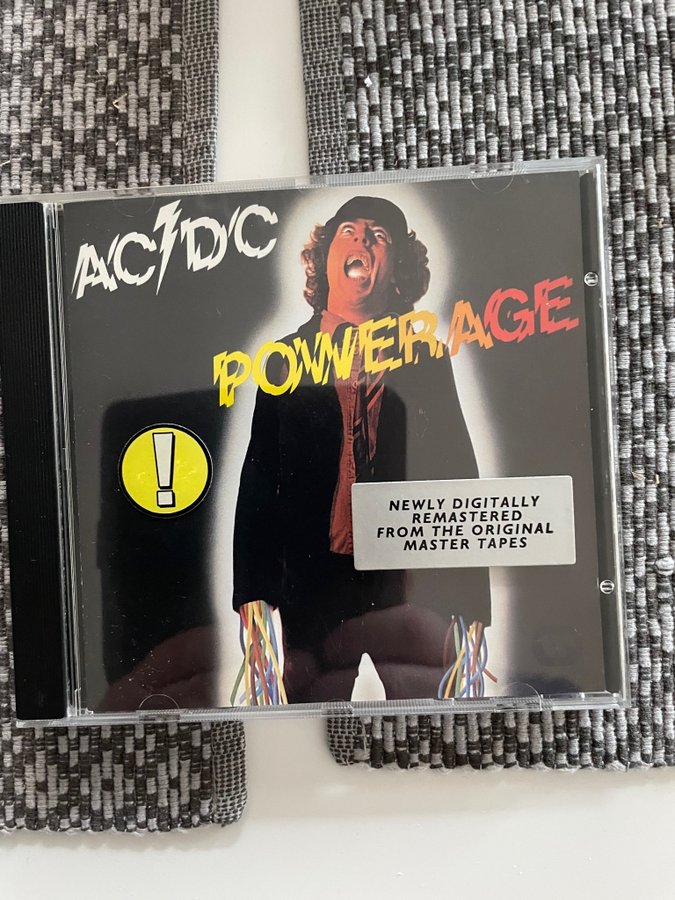 AC⚡DC
POWERAGE
!
NEWLY DIGITALLY
REMASTERED
FROM THE ORIGINAL
MASTER TAPES